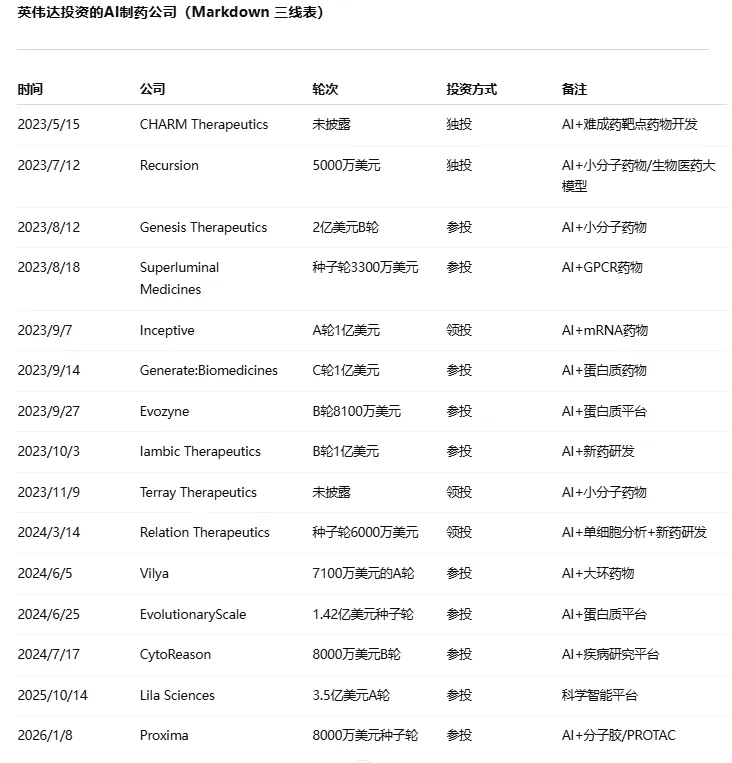 英伟达投资的AI制药公司（Markdown 三线表）
时间 公司 轮次 投资方式 备注
2023/5/15 CHARM Therapeutics 未披露 独投 AI+难成药靶点药物开发
2023/7/12 Recursion 5000万美元 独投 AI+小分子药物/生物医药大
模型
2023/8/12 Genesis Therapeutics 2亿美元B轮 参投 AI+小分子药物
2023/8/18 Superluminal 种子轮3300万美元 参投 AI+GPCR药物
Medicines
2023/9/7 Inceptive A轮1亿美元 领投 AI+mRNA药物
2023/9/14 Generate:Biomedicines C轮1亿美元 参投 AI+蛋白质药物
2023/9/27 Evozyne B轮8100万美元 参投 AI+蛋白质平台
2023/10/3 Iambic Therapeutics B轮1亿美元 参投 AI+新药研发
2023/11/9 Terray Therapeutics 未披露 领投 AI+小分子药物
2024/3/14 Relation Therapeutics 种子轮6000万美元 领投 AI+单细胞分析+新药研发
2024/6/5 Vilya 7100万美元的A轮 参投 AI+大环药物
2024/6/25 EvolutionaryScale 1.42亿美元种子轮 参投 AI+蛋白质平台
2024/7/17 CytoReason 8000万美元B轮 参投 AI+疾病研究平台
2025/10/14 Lila Sciences 3.5亿美元A轮 参投 科学智能平台
2026/1/8 Proxima 8000万美元种子轮 参投 AI+分子胶/PROTAC